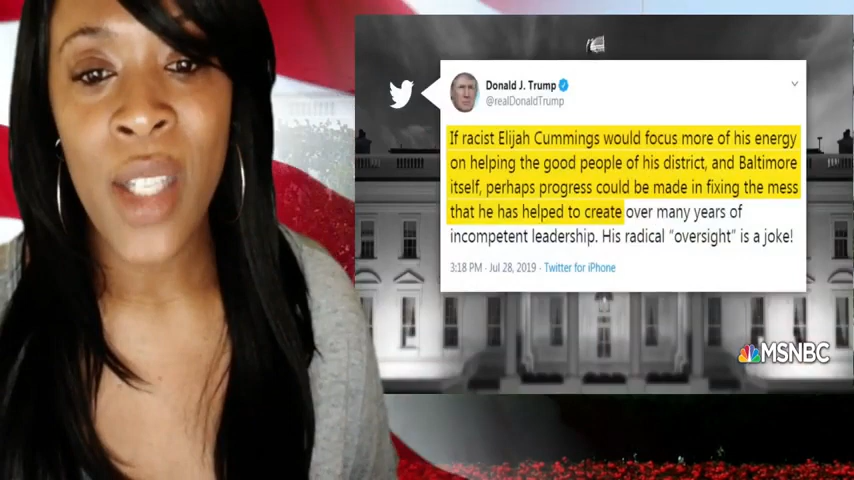 Donald J. Trump
@realDonaldTrump
If racist Elijah Cummings would focus more of his energy
on helping the good people of his district, and Baltimore
itself, perhaps progress could be made in fixing the mess
that he has helped to create over many years of
incompetent leadership. His radical “oversight” is a joke!
3:18 PM - Jul 28, 2019 - Twitter for iPhone
MSNBC